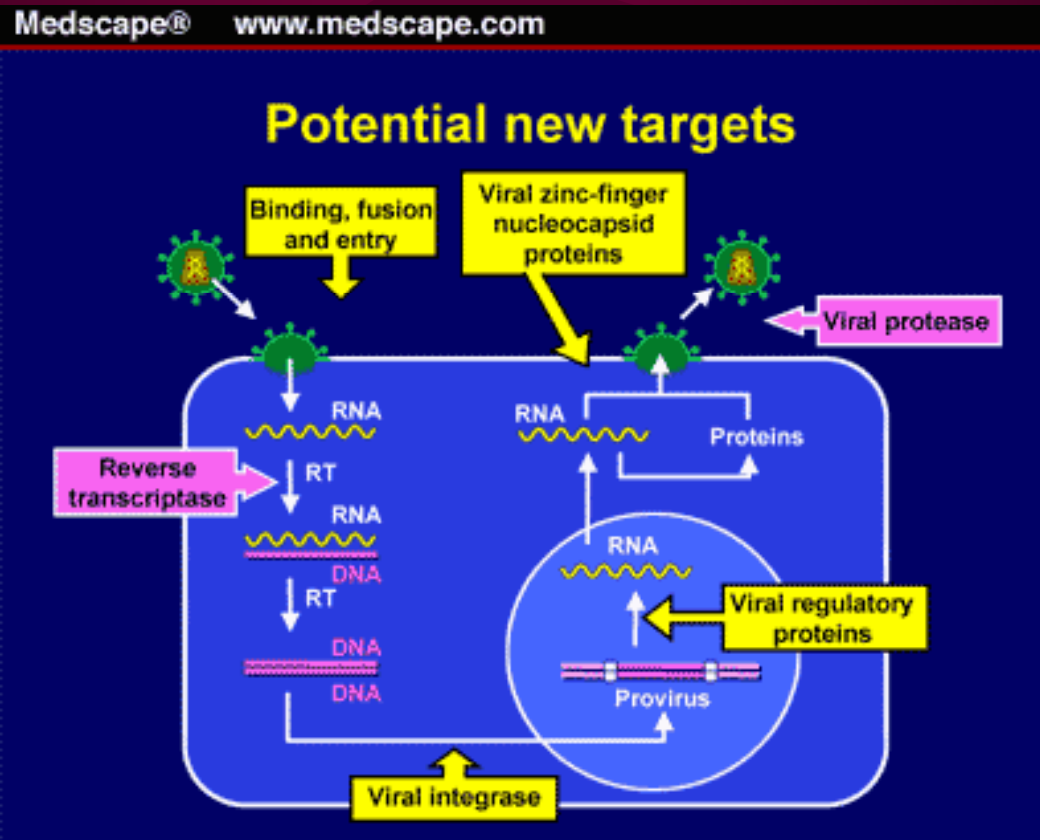 Medscape® www.medscape.com
Potential new targets
Binding, fusion
and entry
Viral zinc-finger
nucleocapsid
proteins
Viral protease
RNA
RNA
Proteins
Reverse
transcriptase
RT
RNA
DNA
RT
DNA
DNA
RNA
Viral regulatory
proteins
Provirus
Viral integrase